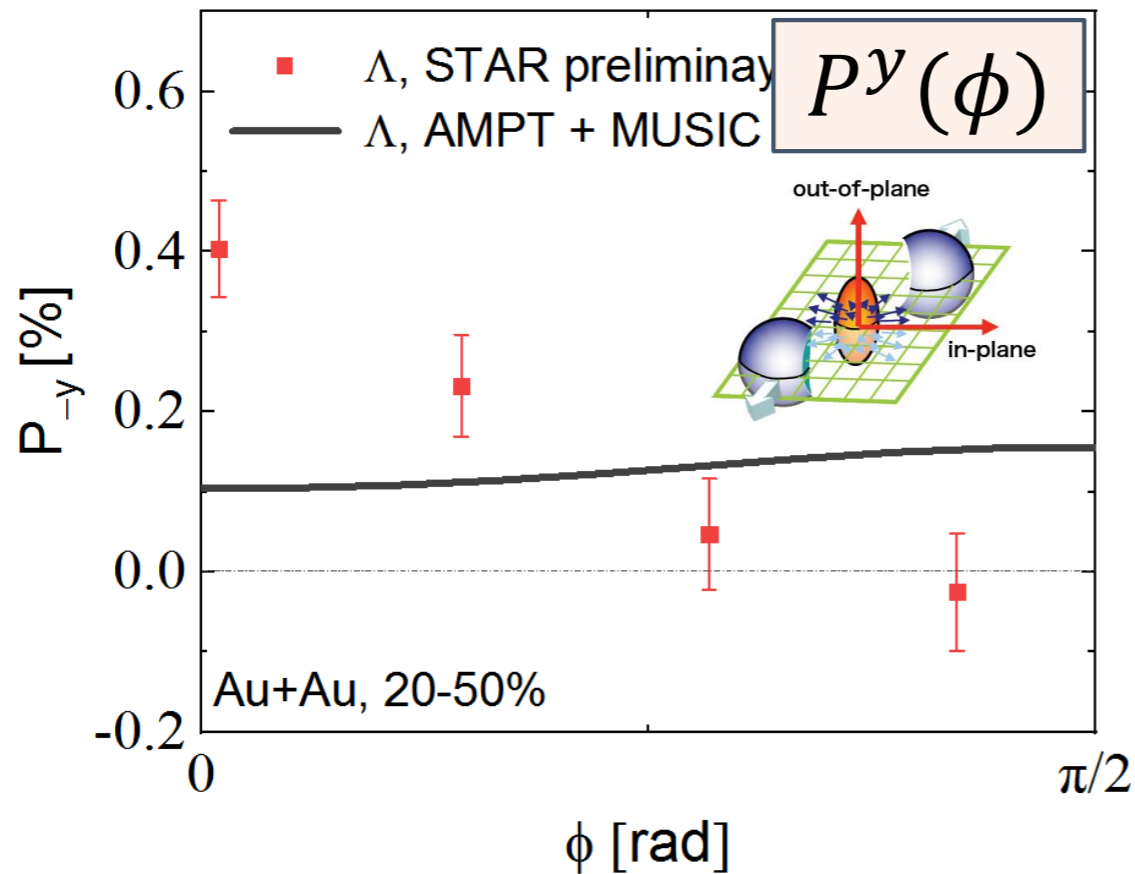 Λ, STAR preliminay
Λ, AMPT + MUSIC
P^y(ϕ)
out-of-plane
in-plane
P_{-y} [%]
0.6
0.4
0.2
0.0
-0.2
Au+Au, 20-50%
0
π/2
ϕ [rad]